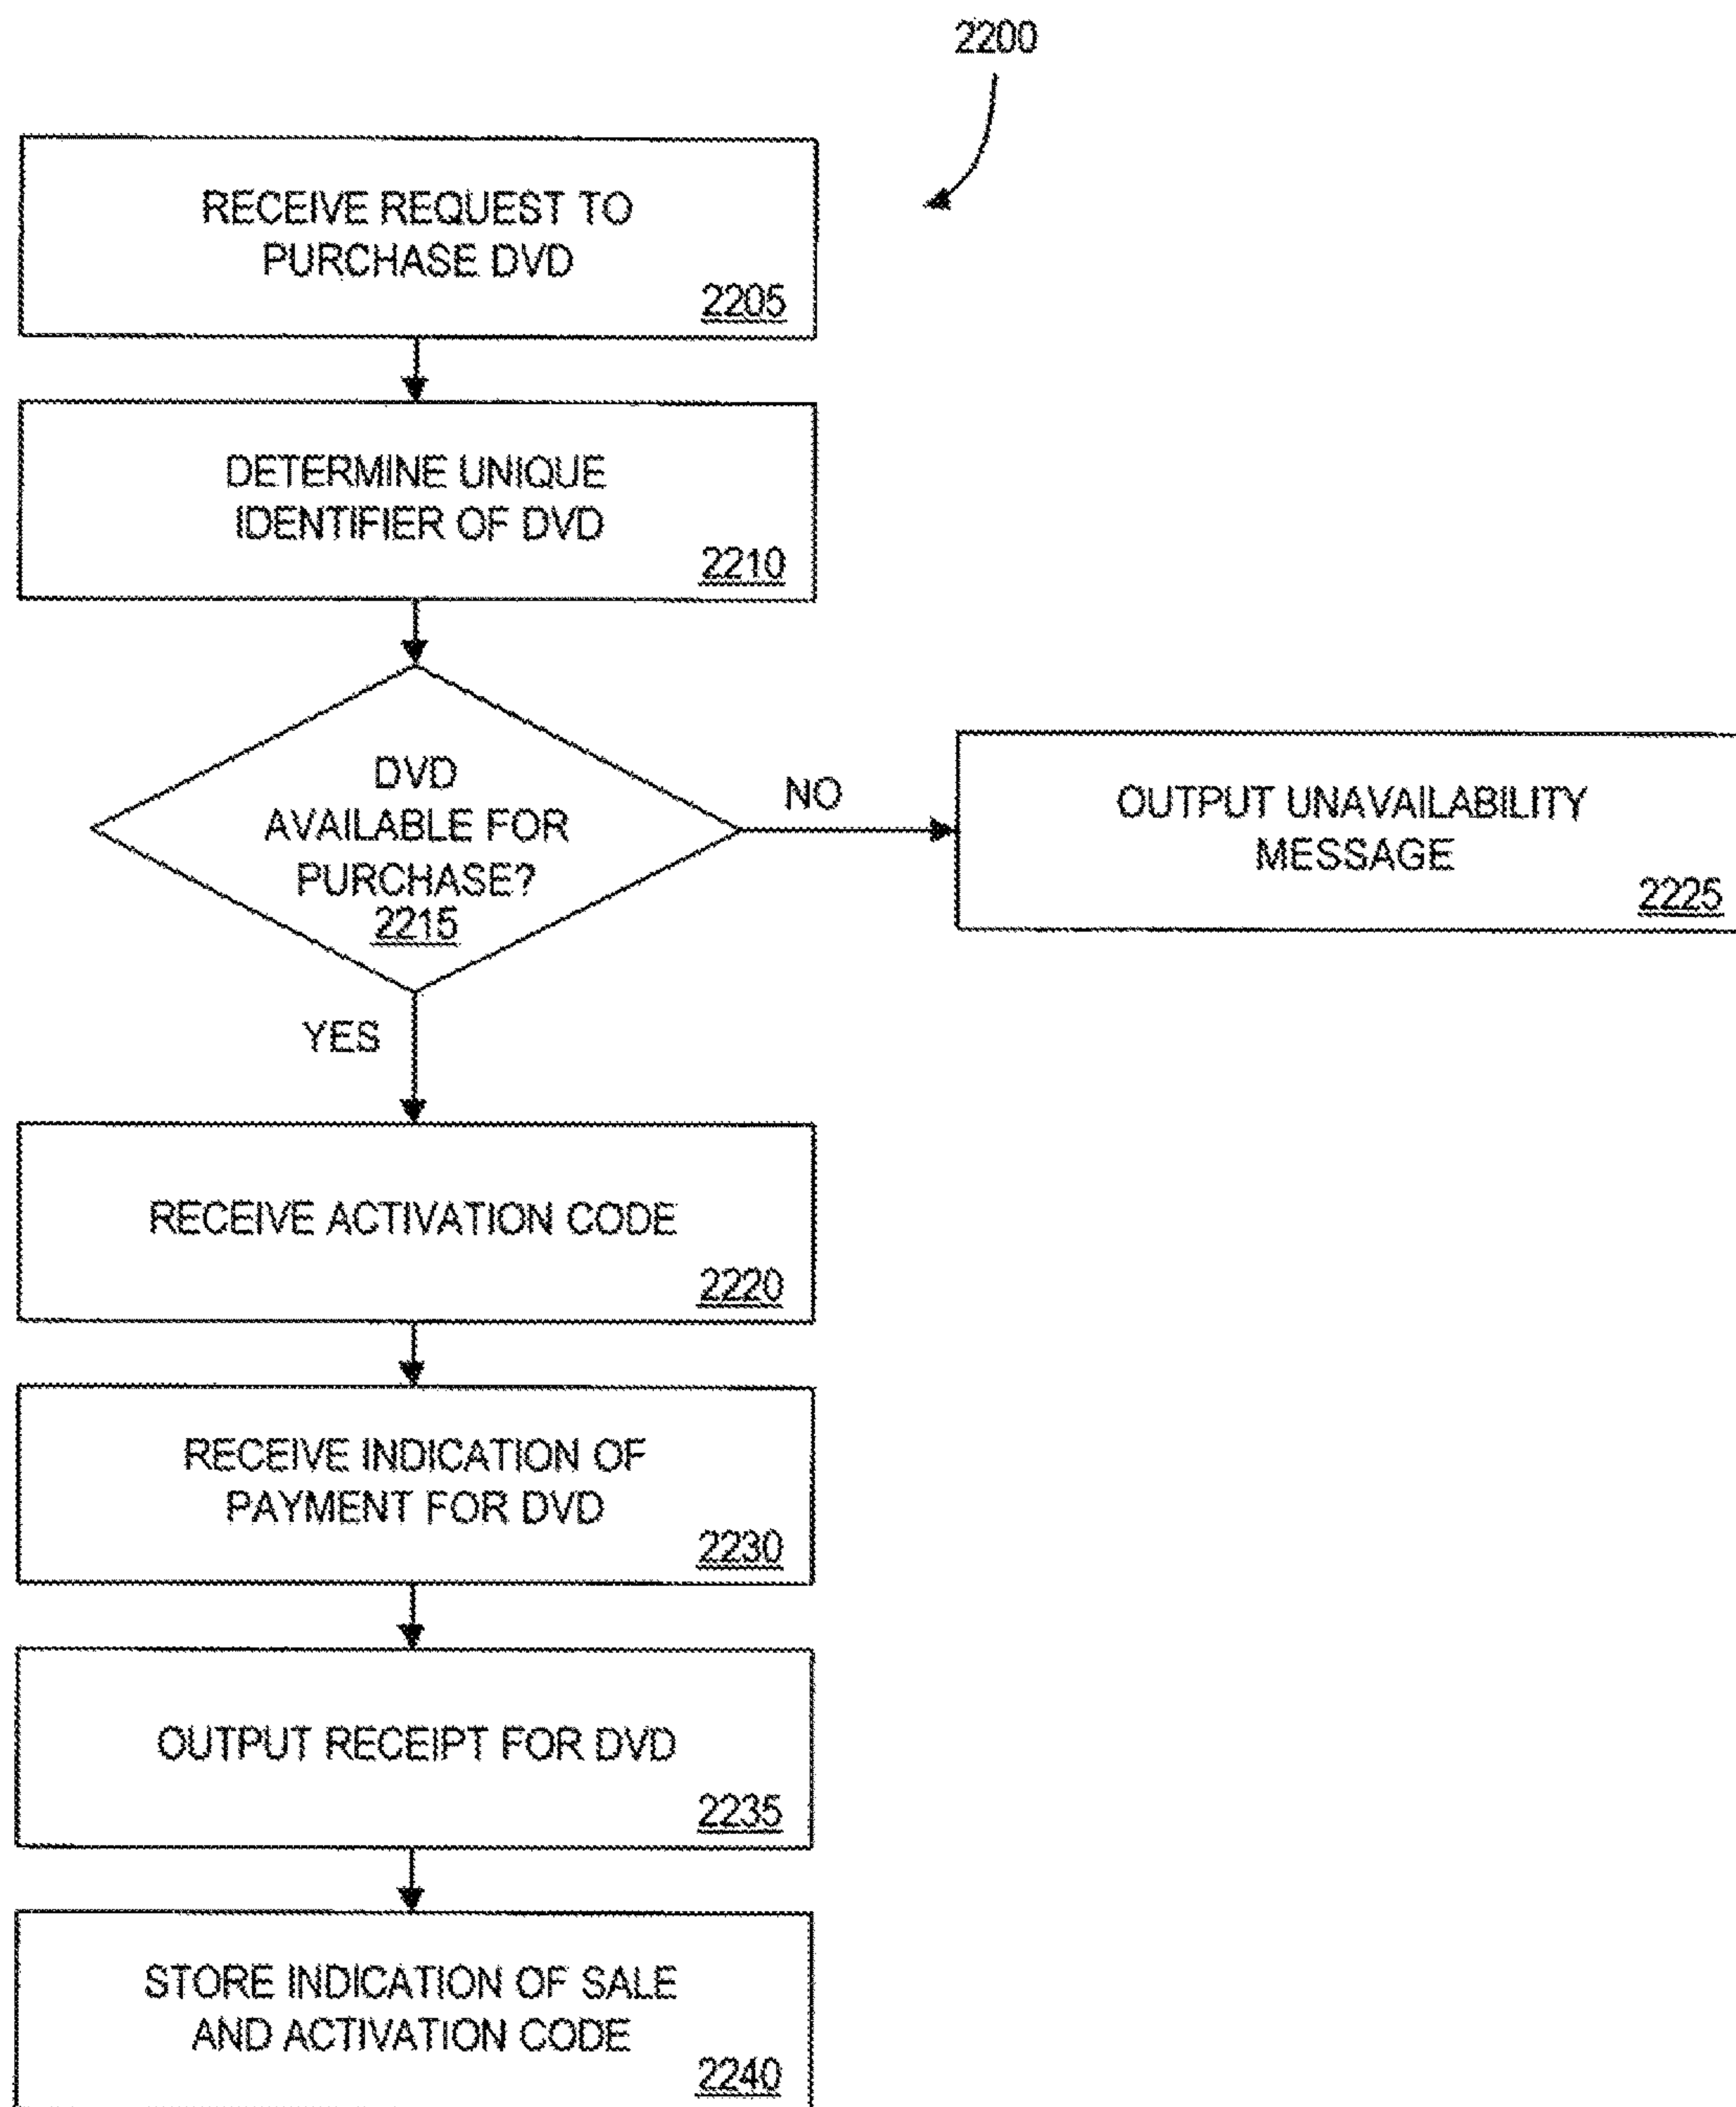 2200
RECEIVE REQUEST TO
PURCHASE DVD
2205
DETERMINE UNIQUE
IDENTIFIER OF DVD
2210
DVD
AVAILABLE FOR
PURCHASE?
2215
NO
OUTPUT UNAVAILABILITY
MESSAGE
2225
YES
RECEIVE ACTIVATION CODE
2220
RECEIVE INDICATION OF
PAYMENT FOR DVD
2230
OUTPUT RECEIPT FOR DVD
2235
STORE INDICATION OF SALE
AND ACTIVATION CODE
2240